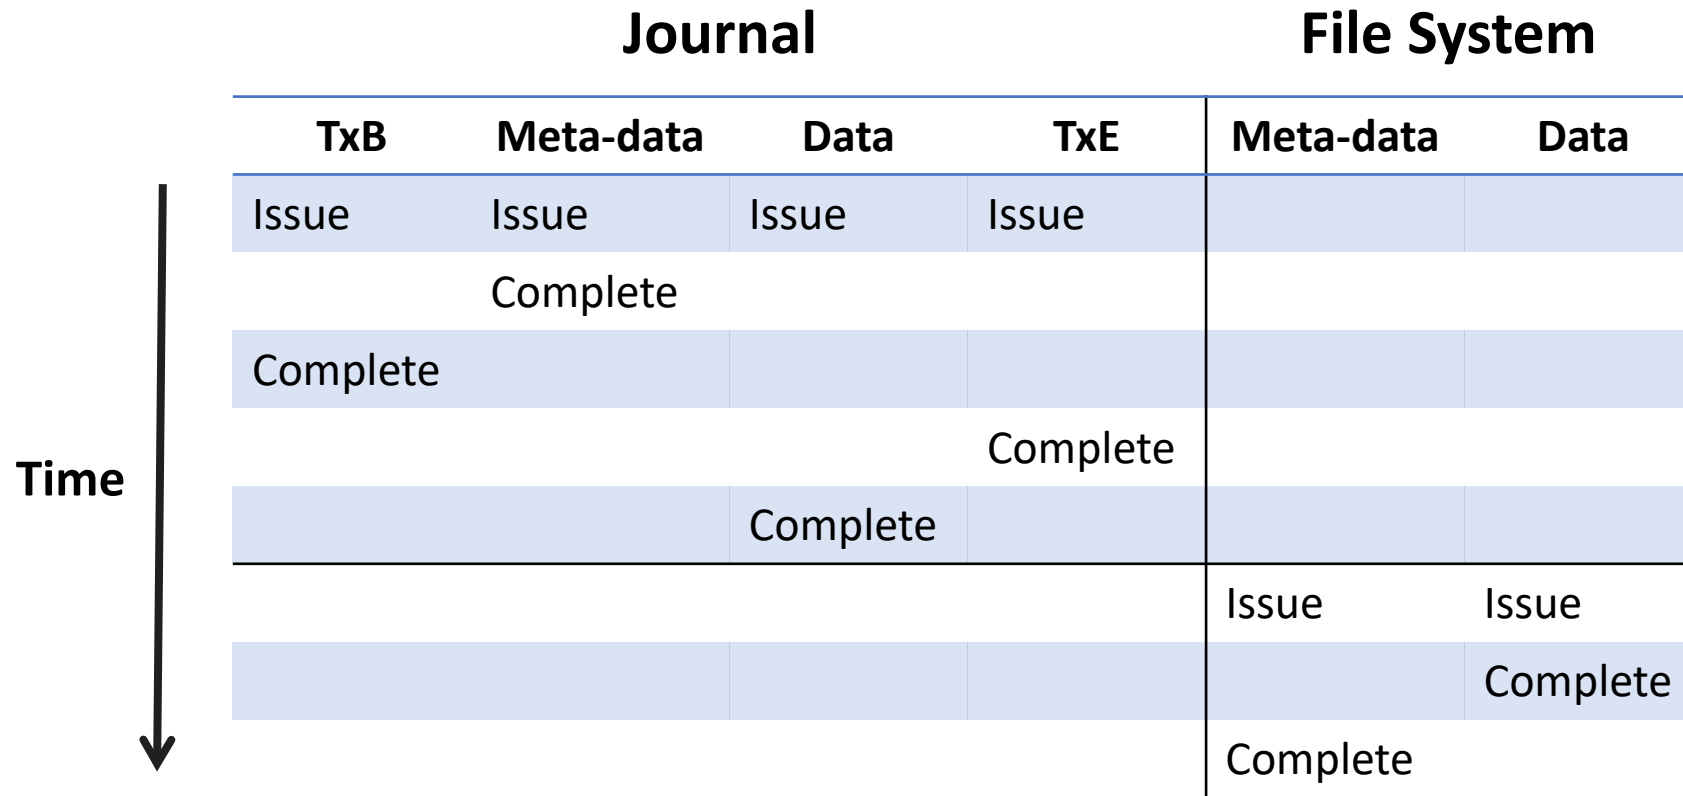 Journal File System
TxB Meta-data Data TxE Meta-data Data
Issue Issue Issue Issue
Complete
Complete
Complete
Time
Complete
Issue Issue
Complete
Complete